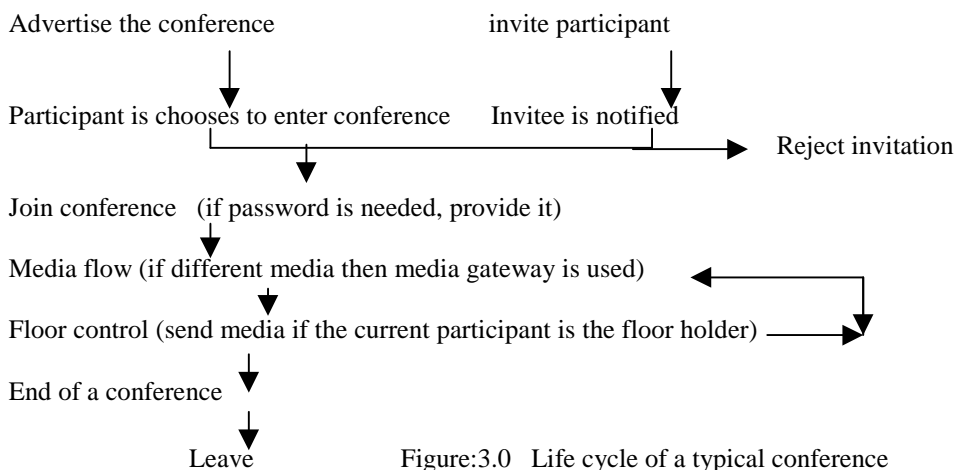 Advertise the conference invite participant
Participant is chooses to enter conference Invitee is notified
Reject invitation
Join conference (if password is needed, provide it)
Media flow (if different media then media gateway is used)
Floor control (send media if the current participant is the floor holder)
End of a conference
Leave Figure:3.0 Life cycle of a typical conference